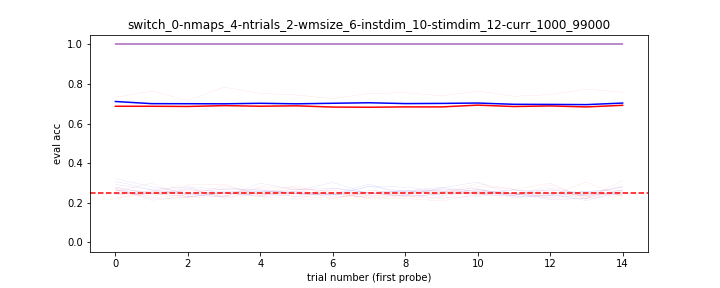 switch_0-nmaps_4-ntrials_2-wmsize_6-instdim_10-stimdim_12-curr_1000_99000
1.0
0.8
0.6
0.4
0.2
0.0
eval acc
0 2 4 6 8 10 12 14
trial number (first probe)